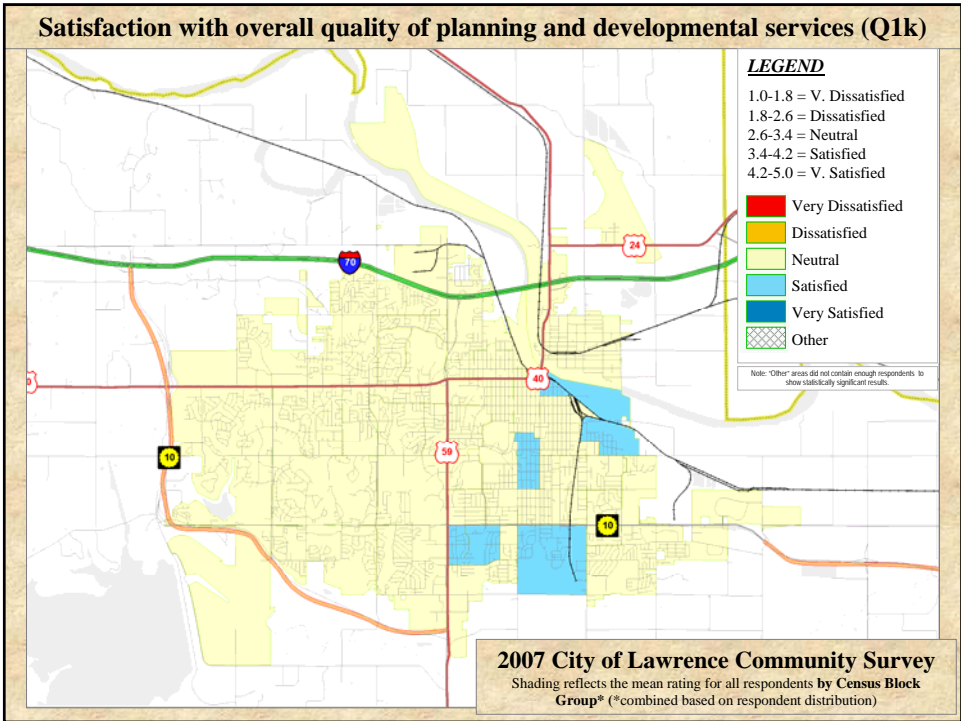 Satisfaction with overall quality of planning and developmental services (Q1k)
LEGEND
1.0-1.8 = V. Dissatisfied
1.8-2.6 = Dissatisfied
2.6-3.4 = Neutral
3.4-4.2 = Satisfied
4.2-5.0 = V. Satisfied
Very Dissatisfied
Dissatisfied
Neutral
Satisfied
Very Satisfied
Other
Note: "Other" areas did not contain enough respondents to
show statistically significant results.
24
70
40
59
10
10
2007 City of Lawrence Community Survey
Shading reflects the mean rating for all respondents by Census Block
Group* (*combined based on respondent distribution)